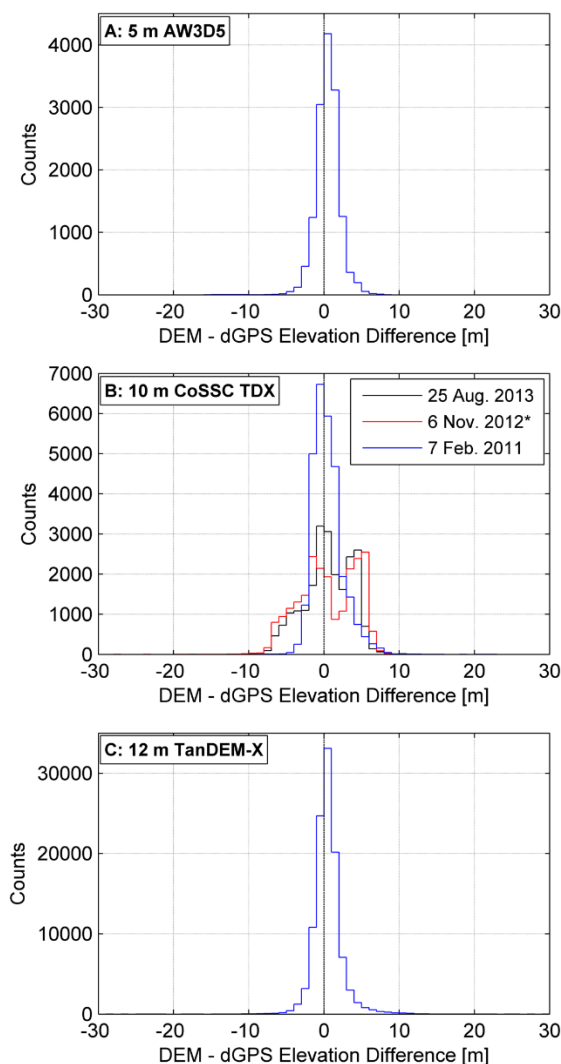 A: 5 m AW3D5
4000
3000
2000
1000
0
Counts
-30 -20 -10 0 10 20 30
DEM - dGPS Elevation Difference [m]
B: 10 m CoSSC TDX
25 Aug. 2013
6 Nov. 2012*
7 Feb. 2011
7000
6000
5000
4000
3000
2000
1000
0
Counts
-30 -20 -10 0 10 20 30
DEM - dGPS Elevation Difference [m]
C: 12 m TanDEM-X
30000
20000
10000
0
Counts
-30 -20 -10 0 10 20 30
DEM - dGPS Elevation Difference [m]